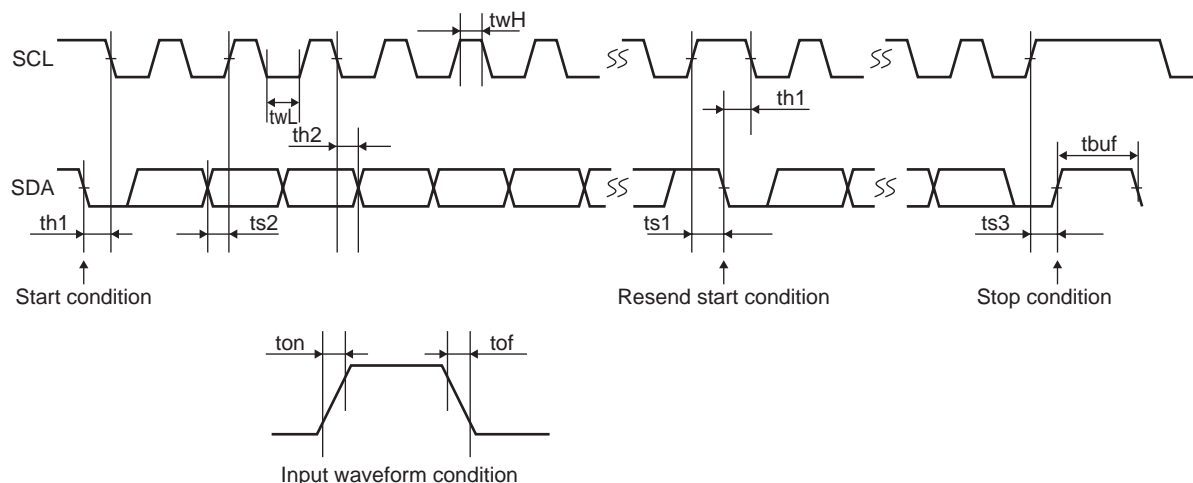 twH
SCL
th1
twL
th2
tbuf
SDA
th1
ts2
ts1
ts3
Start condition
Resend start condition
Stop condition
ton
tof
Input waveform condition